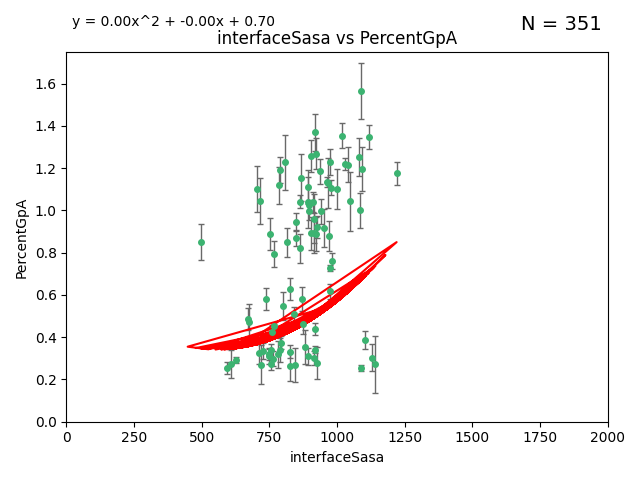 y = 0.00x^2 + -0.00x + 0.70
N = 351
interfaceSasa vs PercentGpA
PercentGpA
1.6
1.4
1.2
1.0
0.8
0.6
0.4
0.2
0.0
0 250 500 750 1000 1250 1500 1750 2000
interfaceSasa